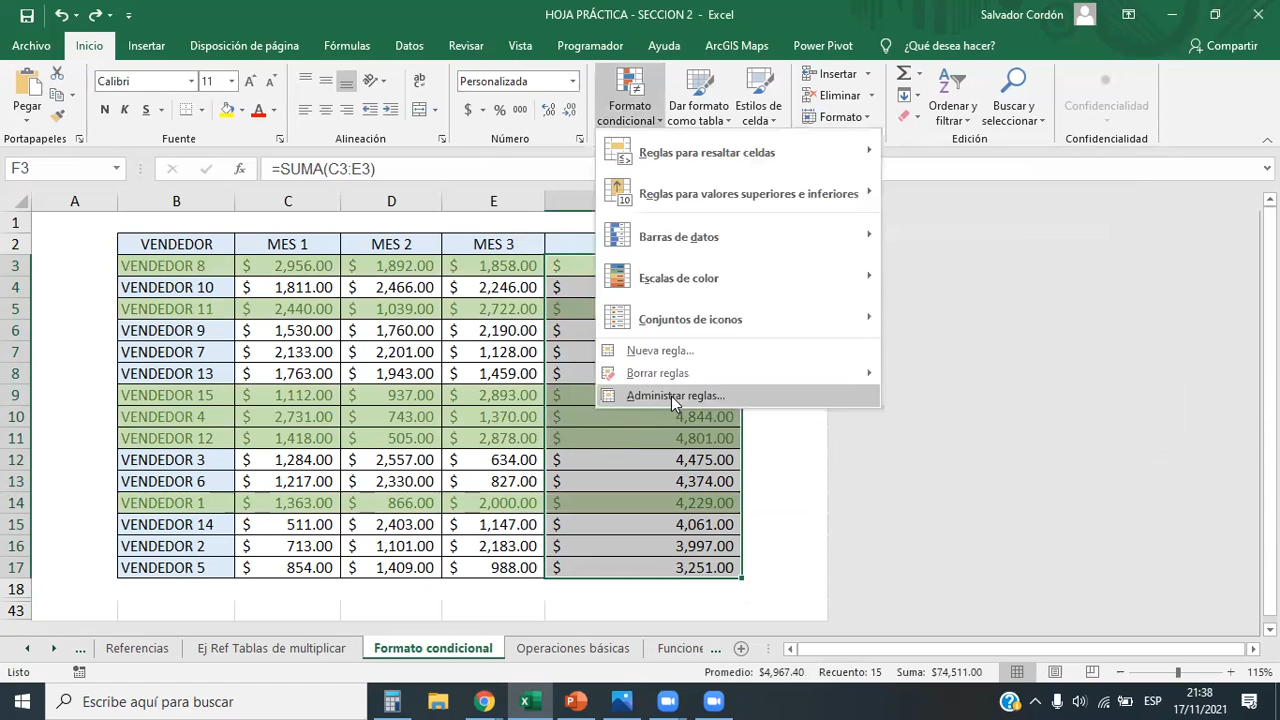 HOJA PRÁCTICA - SECCION 2 - Excel
Salvador Cordón
Archivo Inicio Insertar Disposición de página Fórmulas Datos Revisar Vista Programador Ayuda ArcGIS Maps Power Pivot ¿Qué desea hacer? Compartir
Pegar
Calibri 11
Personalizada
N K S A
$ % 000
Formato condicional
Dar formato como tabla
Estilos de celda
Insertar
Eliminar
Formato
Ordenar y filtrar
Buscar y seleccionar
Confidencialidad
Portapapeles Fuente Alineación Número Edición Confidencialidad
F3 fx =SUMA(C3:E3)
Reglas para resaltar celdas
Reglas para valores superiores e inferiores
Barras de datos
Escalas de color
Conjuntos de iconos
Nueva regla...
Borrar reglas
Administrar reglas...
A B C D E
1
2 VENDEDOR MES 1 MES 2 MES 3
3 VENDEDOR 8 $ 2,956.00 $ 1,892.00 $ 1,858.00 $
4 VENDEDOR 10 $ 1,811.00 $ 2,466.00 $ 2,246.00 $
5 VENDEDOR 11 $ 2,440.00 $ 1,039.00 $ 2,722.00 $
6 VENDEDOR 9 $ 1,530.00 $ 1,760.00 $ 2,190.00 $
7 VENDEDOR 7 $ 2,133.00 $ 2,201.00 $ 1,128.00 $
8 VENDEDOR 13 $ 1,763.00 $ 1,943.00 $ 1,459.00 $
9 VENDEDOR 15 $ 1,112.00 $ 937.00 $ 2,893.00 $
10 VENDEDOR 4 $ 2,731.00 $ 743.00 $ 1,370.00 $ 4,844.00
11 VENDEDOR 12 $ 1,418.00 $ 505.00 $ 2,878.00 $ 4,801.00
12 VENDEDOR 3 $ 1,284.00 $ 2,557.00 $ 634.00 $ 4,475.00
13 VENDEDOR 6 $ 1,217.00 $ 2,330.00 $ 827.00 $ 4,374.00
14 VENDEDOR 1 $ 1,363.00 $ 866.00 $ 2,000.00 $ 4,229.00
15 VENDEDOR 14 $ 511.00 $ 2,403.00 $ 1,147.00 $ 4,061.00
16 VENDEDOR 2 $ 713.00 $ 1,101.00 $ 2,183.00 $ 3,997.00
17 VENDEDOR 5 $ 854.00 $ 1,409.00 $ 988.00 $ 3,251.00
18
43
... Referencias Ej Ref Tablas de multiplicar Formato condicional Operaciones básicas Funcione ...
Listo Promedio: $4,967.40 Recuento: 15 Suma: $74,511.00 115%
Escribe aquí para buscar
ESP
21:38
17/11/2021